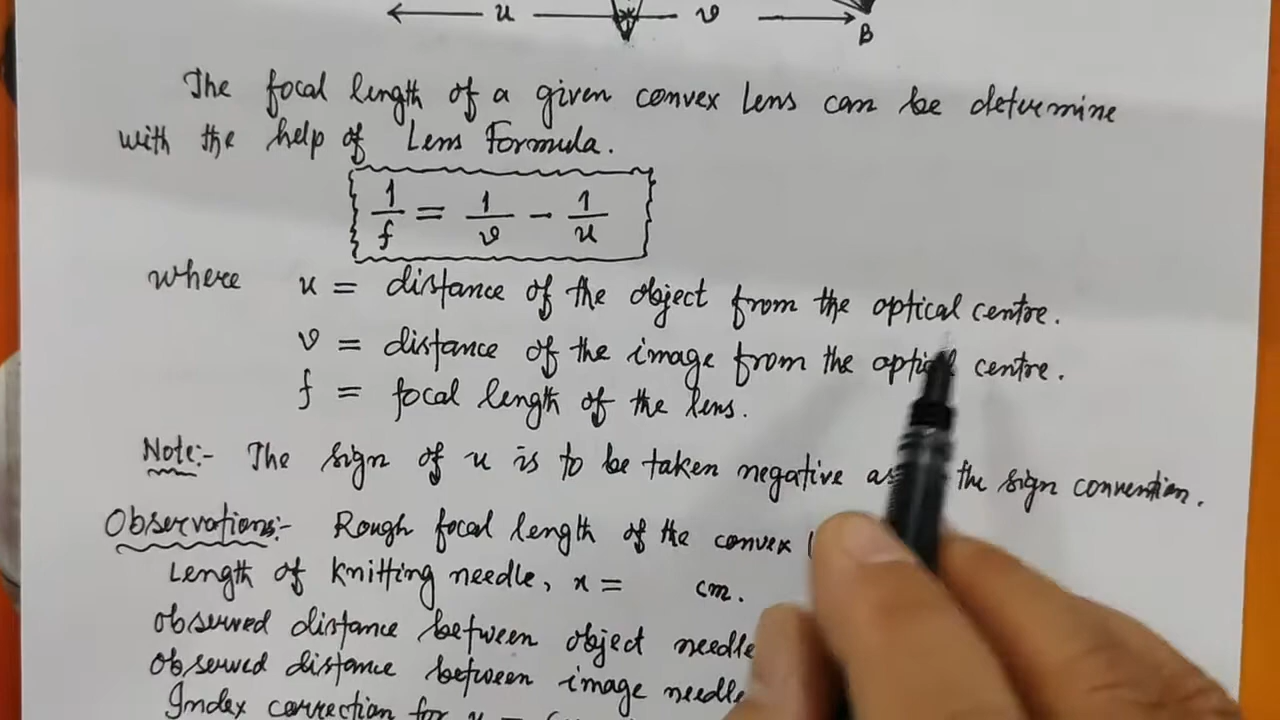 u v
B
The focal length of a given convex Lens can be determine
with the help of Lens Formula.
1/f = 1/v - 1/u
where u = distance of the object from the optical centre.
v = distance of the image from the optical centre.
f = focal length of the lens.
Note:- The sign of u is to be taken negative as the sign convention.
Observations:- Rough focal length of the convex
Length of knitting needle, x = cm.
observed distance between object needle
observed distance between image needle
Index correction for u =